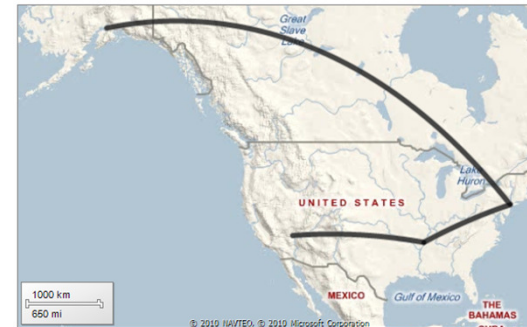 Great
Slave
Lake
Lake
Huron
UNITED STATES
1000 km
650 mi
MEXICO
Gulf of Mexico
THE
BAHAMAS
CUBA
© 2010 NAVTEQ, © 2010 Microsoft Corporation